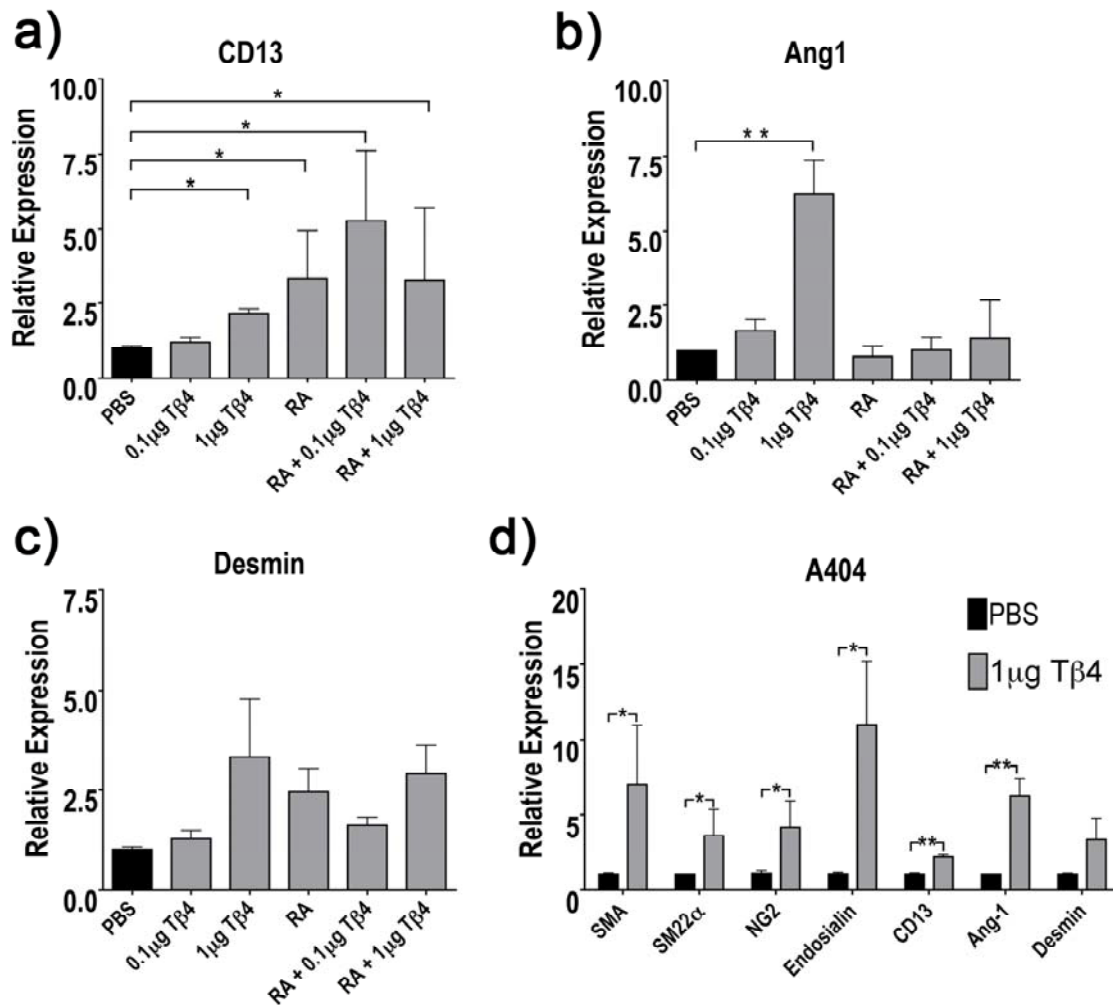 a)
CD13
Relative Expression
10.0
7.5
5.0
2.5
0.0
*
*
*
*
PBS
0.1µg Tβ4
1µg Tβ4
RA
RA + 0.1µg Tβ4
RA + 1µg Tβ4
b)
Ang1
Relative Expression
10.0
7.5
5.0
2.5
0.0
* *
PBS
0.1µg Tβ4
1µg Tβ4
RA
RA + 0.1µg Tβ4
RA + 1µg Tβ4
c)
Desmin
Relative Expression
7.5
5.0
2.5
0.0
PBS
0.1µg Tβ4
1µg Tβ4
RA
RA + 0.1µg Tβ4
RA + 1µg Tβ4
d)
A404
Relative Expression
20
15
10
5
0
PBS
1µg Tβ4
*
*
*
*
**
**
SMA
SM22α
NG2
Endosialin
CD13
Ang-1
Desmin